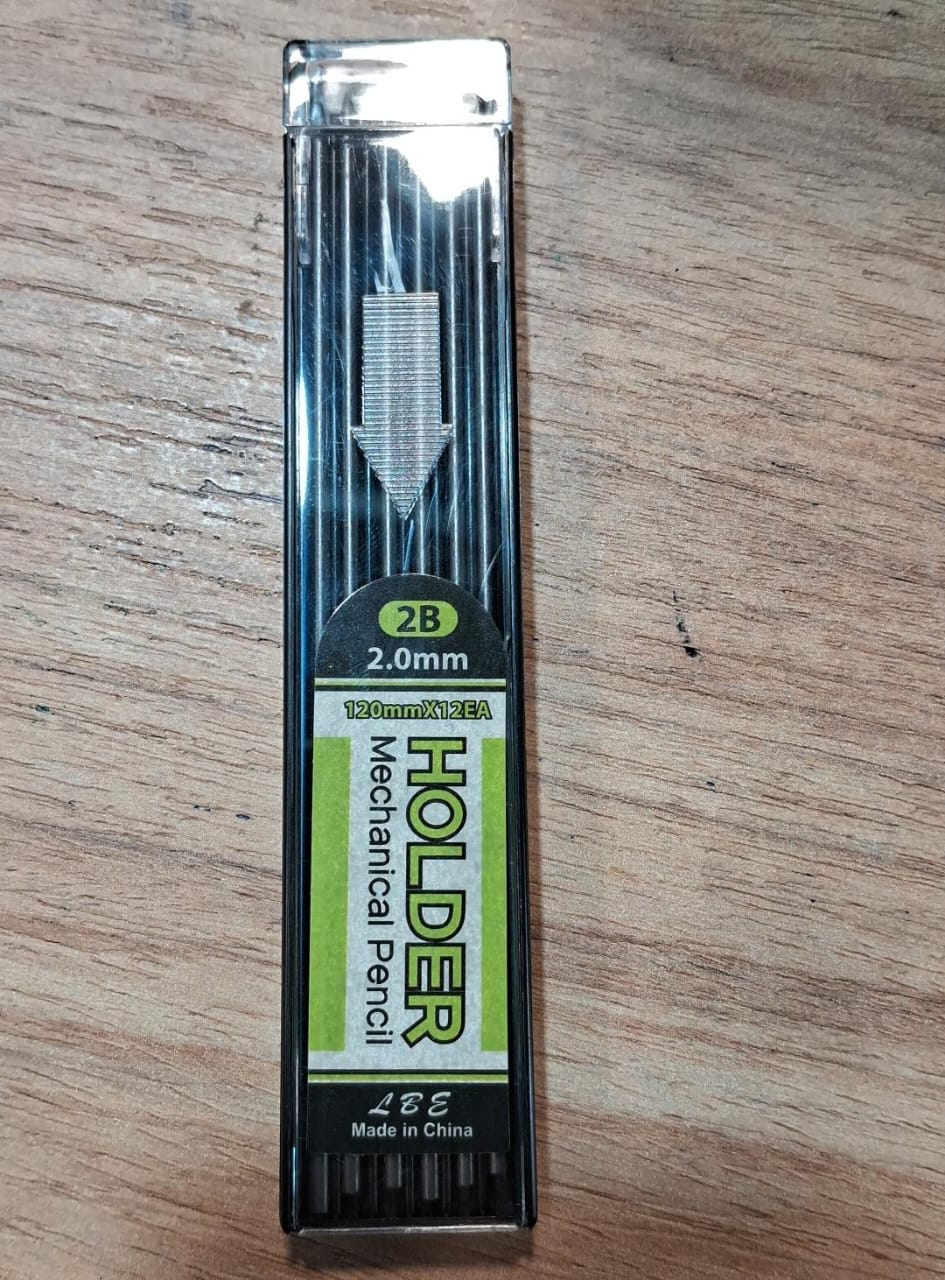 2B
2.0mm
120mmX12EA
HOLDER
Mechanical Pencil
LBE
Made in China